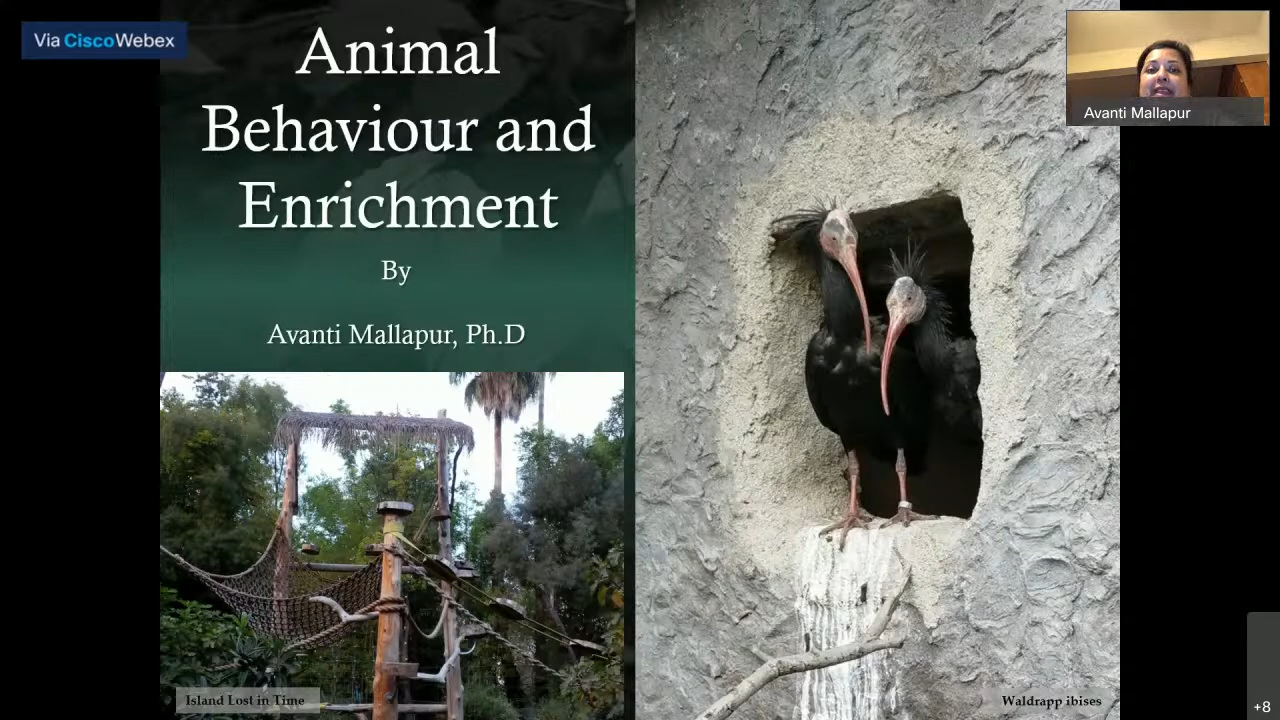 Via CiscoWebex
Animal
Behaviour and
Enrichment
By
Avanti Mallapur, Ph.D
Avanti Mallapur
Island Lost in Time
Waldrapp ibises
+8